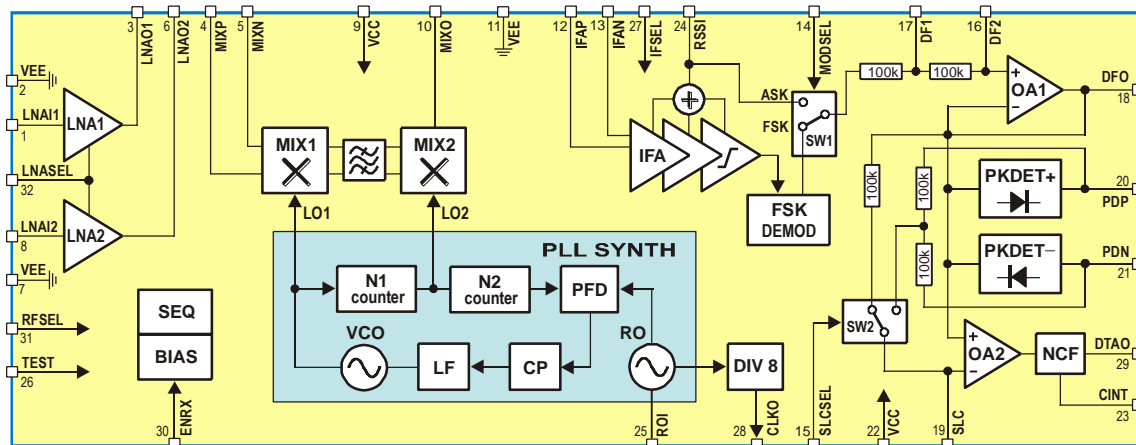 3 LNAO1
6 LNAO2
4 MIXP
5 MIXN
9 VCC
10 MIXO
11 VEE
12 IFAP
13 IFAN
27 IFSEL
24 RSSI
14 MODSEL
17 DF1
16 DF2
VEE
2
LNAI1
1
LNASEL
32
LNAI2
8
VEE
7
RFSEL
31
TEST
26
LNA1
LNA2
MIX1
MIX2
LO1
LO2
IFA
ASK
FSK
SW1
FSK
DEMOD
100k
100k
+
−
OA1
DFO
18
100k
100k
100k
PKDET+
20
PDP
PKDET−
PDN
21
PLL SYNTH
N1
counter
N2
counter
PFD
VCO
LF
CP
RO
DIV 8
SEQ
BIAS
SW2
+
−
OA2
NCF
DTAO
29
CINT
23
30 ENRX
25 ROI
28 CLKO
15 SLCSEL
22 VCC
19 SLC